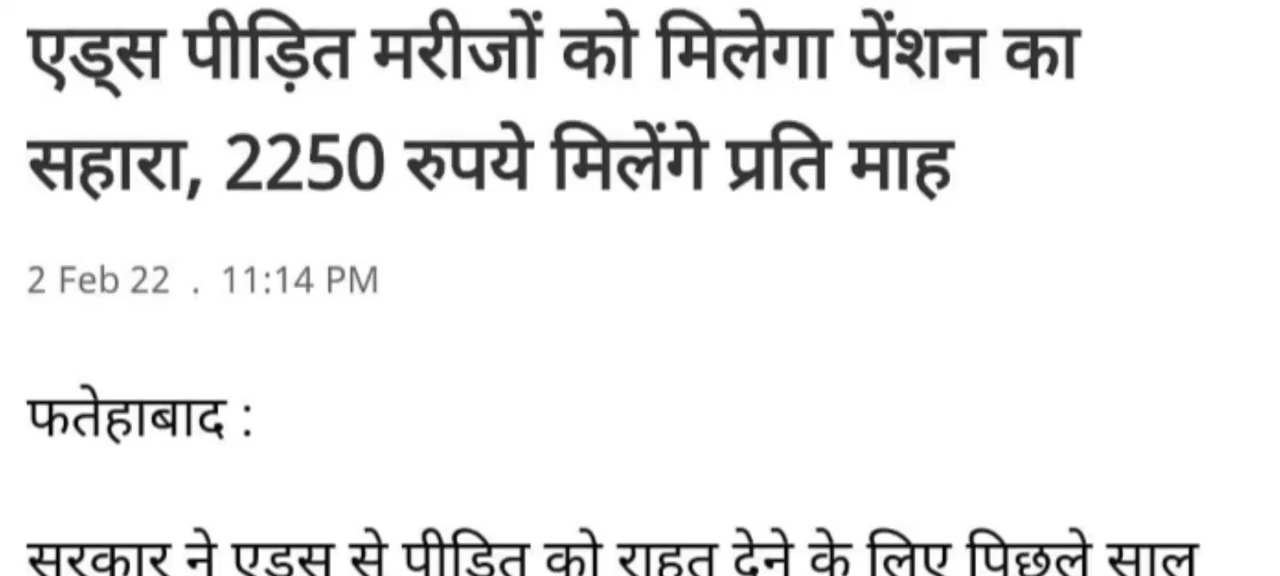 एड्स पीड़ित मरीजों को मिलेगा पेंशन का
सहारा, 2250 रुपये मिलेंगे प्रति माह
2 Feb 22 . 11:14 PM
फतेहाबाद :
सरकार ने एड्स से पीड़ित को राहत देने के लिए पिछले साल